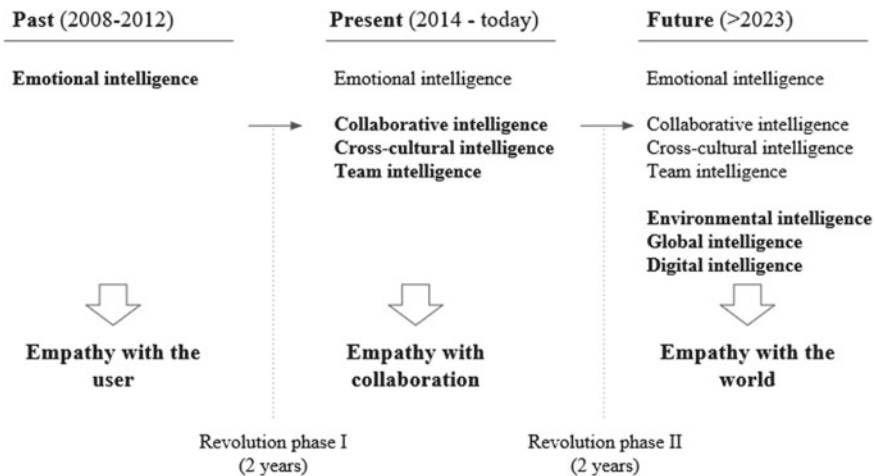 Past (2008-2012)
Emotional intelligence
Empathy with the
user
Present (2014 - today)
Emotional intelligence
Collaborative intelligence
Cross-cultural intelligence
Team intelligence
Empathy with
collaboration
Future (>2023)
Emotional intelligence
Collaborative intelligence
Cross-cultural intelligence
Team intelligence
Environmental intelligence
Global intelligence
Digital intelligence
Empathy with the
world
Revolution phase I
(2 years)
Revolution phase II
(2 years)